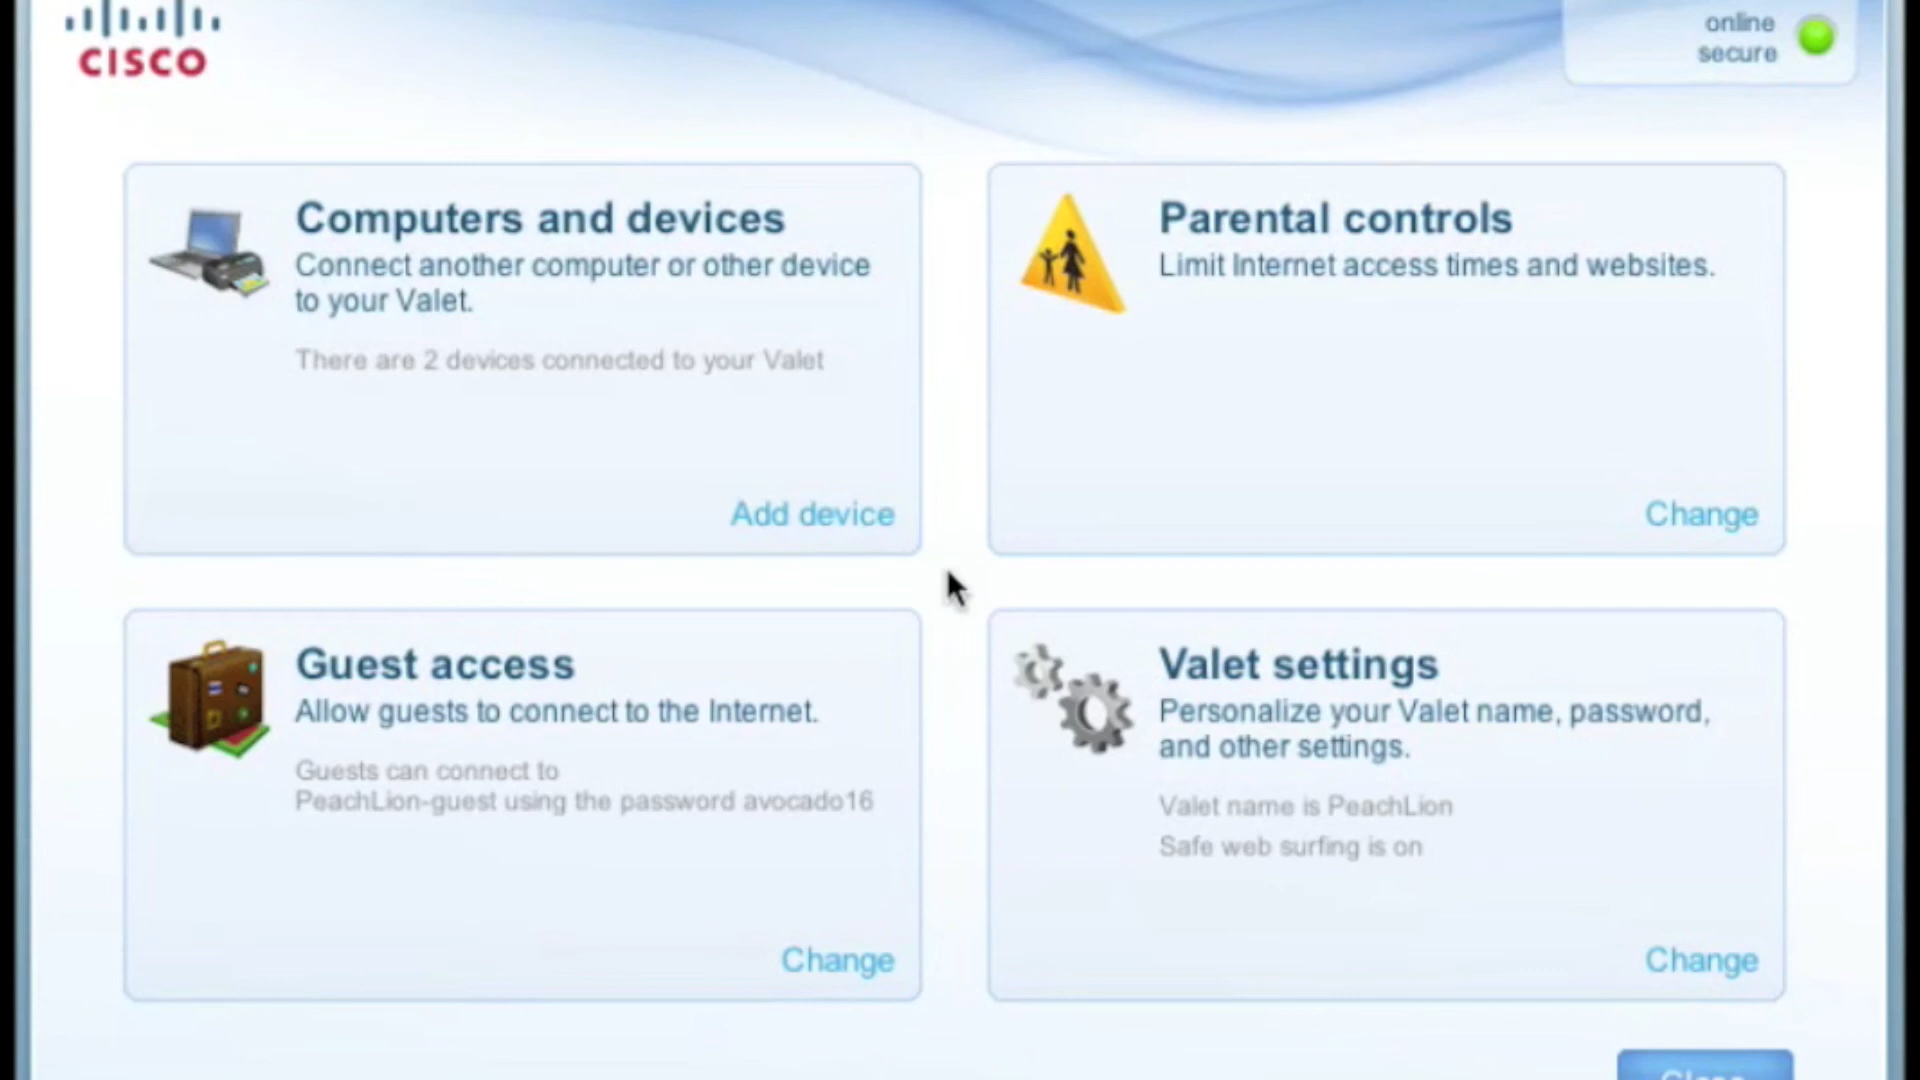 CISCO
online
secure
Computers and devices
Connect another computer or other device
to your Valet.
There are 2 devices connected to your Valet
Add device
Parental controls
Limit Internet access times and websites.
Change
Guest access
Allow guests to connect to the Internet.
Guests can connect to
PeachLion-guest using the password avocado16
Change
Valet settings
Personalize your Valet name, password,
and other settings.
Valet name is PeachLion
Safe web surfing is on
Change